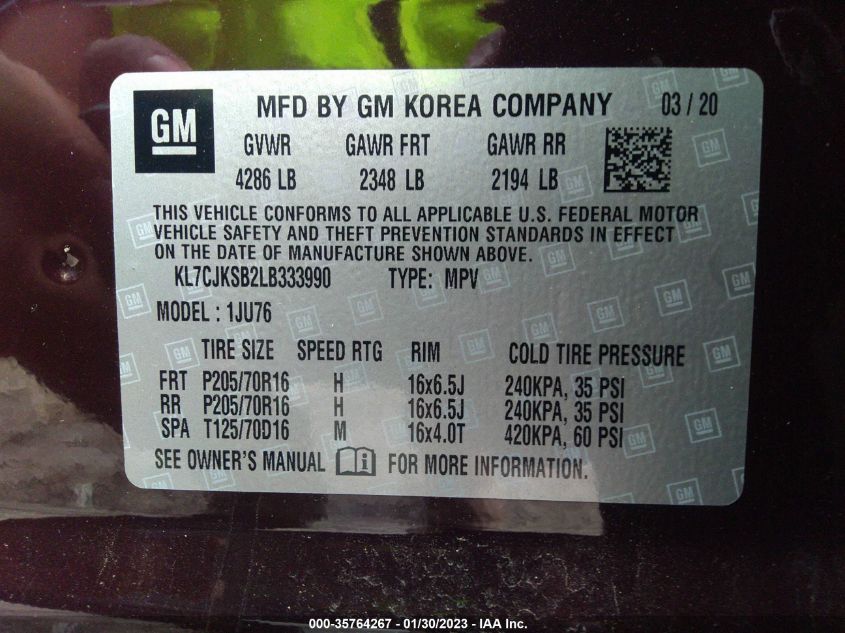 GM MFD BY GM KOREA COMPANY 03 / 20
GVWR GAWR FRT GAWR RR
4286 LB 2348 LB 2194 LB
THIS VEHICLE CONFORMS TO ALL APPLICABLE U.S. FEDERAL MOTOR
VEHICLE SAFETY AND THEFT PREVENTION STANDARDS IN EFFECT
ON THE DATE OF MANUFACTURE SHOWN ABOVE.
KL7CJKSB2LB333990 TYPE: MPV
MODEL : 1JU76
TIRE SIZE SPEED RTG RIM COLD TIRE PRESSURE
FRT P205/70R16 H 16x6.5J 240KPA, 35 PSI
RR P205/70R16 H 16x6.5J 240KPA, 35 PSI
SPA T125/70D16 M 16x4.0T 420KPA, 60 PSI
SEE OWNER'S MANUAL FOR MORE INFORMATION.
000-35764267 - 01/30/2023 - IAA Inc.